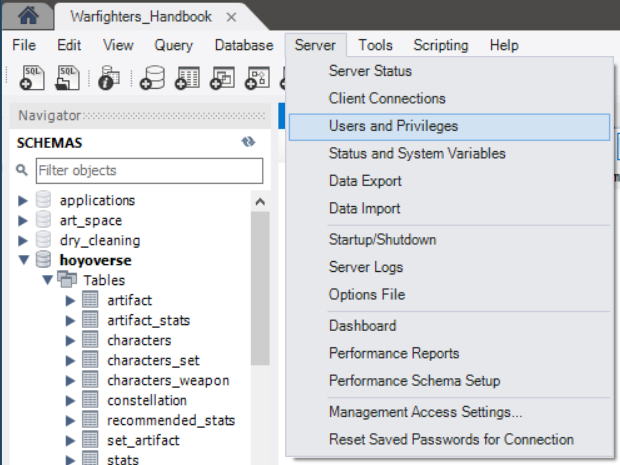 Warfighters_Handbook
File Edit View Query Database Server Tools Scripting Help
SQL SQL
Navigator
SCHEMAS
Filter objects
applications
art_space
dry_cleaning
hoyoverse
Tables
artifact
artifact_stats
characters
characters_set
characters_weapon
constellation
recommended_stats
set_artifact
stats
Server Status
Client Connections
Users and Privileges
Status and System Variables
Data Export
Data Import
Startup/Shutdown
Server Logs
Options File
Dashboard
Performance Reports
Performance Schema Setup
Management Access Settings...
Reset Saved Passwords for Connection